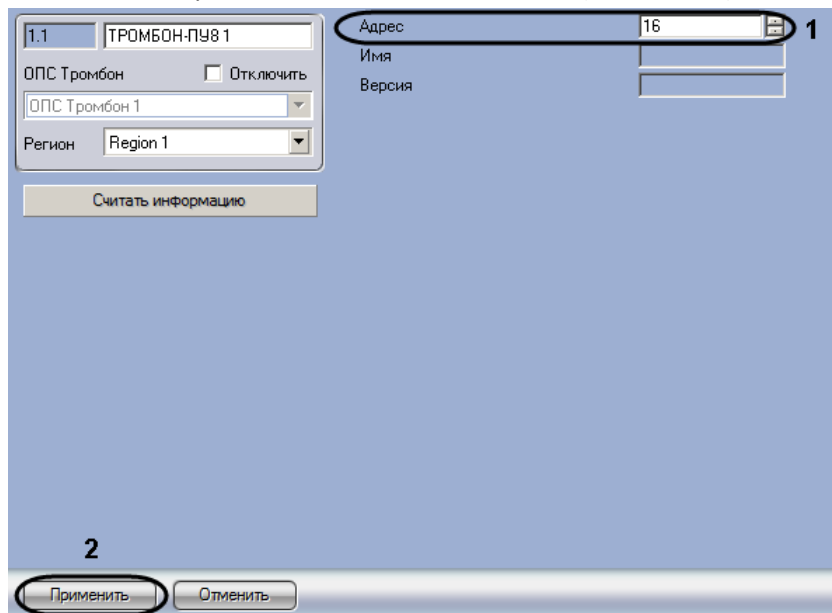 1.1 ТРОМБОН-ПУ8 1
ОПС Тромбон Отключить
ОПС Тромбон 1
Регион Region 1
Считать информацию
Адрес 16 1
Имя
Версия
2
Применить Отменить